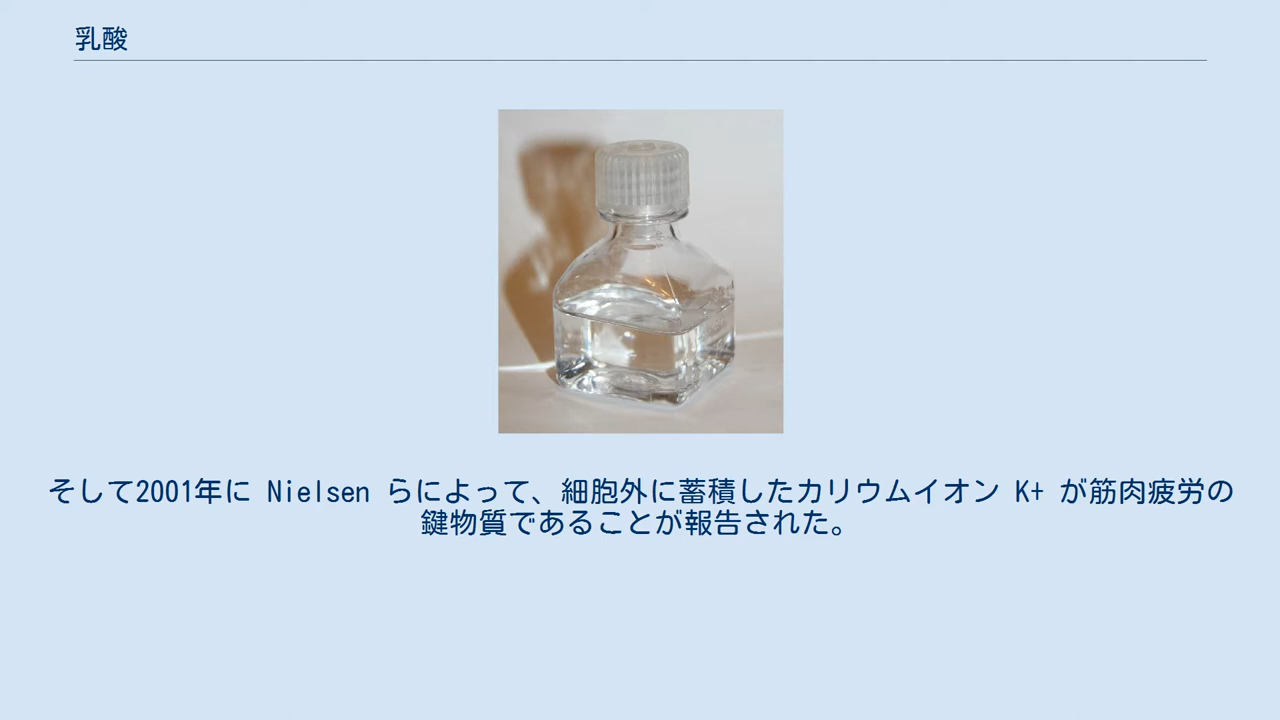 乳酸
そして2001年に Nielsen らによって、細胞外に蓄積したカリウムイオン K+ が筋肉疲労の
鍵物質であることが報告された。